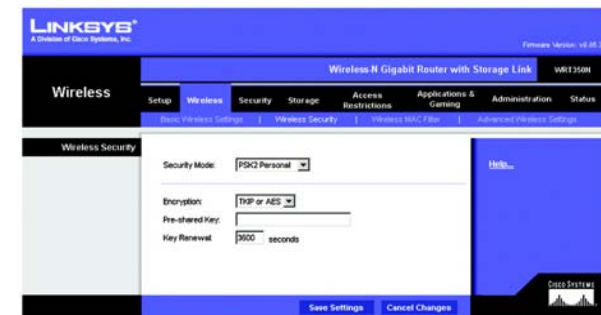 LINKSYS®
A Division of Cisco Systems, Inc.
Firmware Version:
Wireless-N Gigabit Router with Storage Link WRT350N
Wireless
Setup Wireless Security Storage Access Restrictions Applications & Gaming Administration Status
Basic Wireless Settings | Wireless Security | Wireless MAC Filter | Advanced Wireless Settings
Wireless Security
Security Mode: PSK2 Personal
Help...
Encryption: TKIP or AES
Pre-shared Key:
Key Renewal: 3600 seconds
CISCO SYSTEMS
Save Settings Cancel Changes